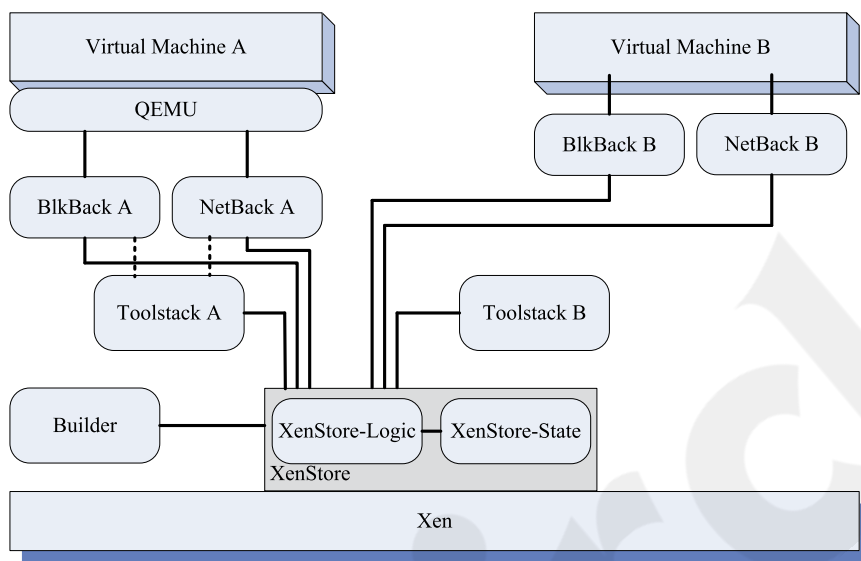 Virtual Machine A
Virtual Machine B
QEMU
BlkBack B
NetBack B
BlkBack A
NetBack A
Toolstack A
Toolstack B
Builder
XenStore-Logic
XenStore-State
XenStore
Xen